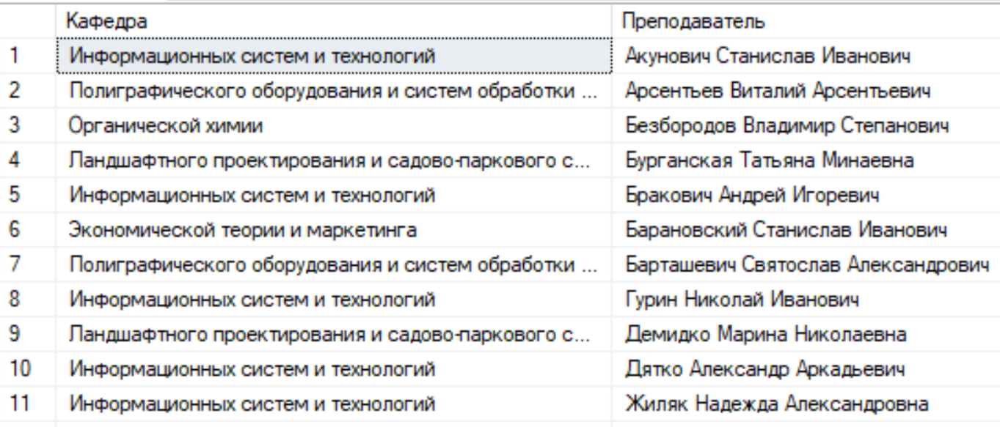 Кафедра Преподаватель
1 Информационных систем и технологий Акунович Станислав Иванович
2 Полиграфического оборудования и систем обработки ... Арсентьев Виталий Арсентьевич
3 Органической химии Безбородов Владимир Степанович
4 Ландшафтного проектирования и садово-паркового с... Бурганская Татьяна Минаевна
5 Информационных систем и технологий Бракович Андрей Игоревич
6 Экономической теории и маркетинга Барановский Станислав Иванович
7 Полиграфического оборудования и систем обработки ... Барташевич Святослав Александрович
8 Информационных систем и технологий Гурин Николай Иванович
9 Ландшафтного проектирования и садово-паркового с... Демидко Марина Николаевна
10 Информационных систем и технологий Дятко Александр Аркадьевич
11 Информационных систем и технологий Жиляк Надежда Александровна